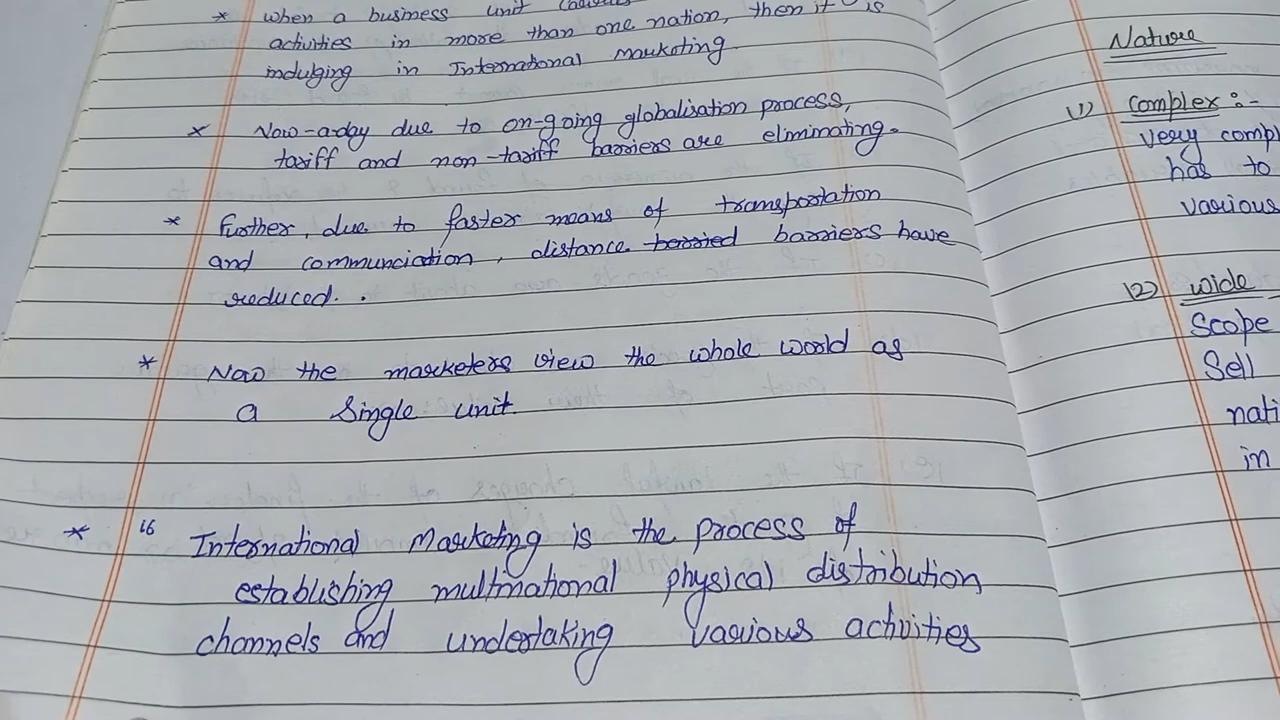 * When a business unit
activities in more than one nation, then it is
indulging in International marketing
* Now-a-day due to on-going globalisation process,
tariff and non-tariff barriers are eliminating.
* Further, due to faster means of transportation
and communciation, distance berried barriers have
reduced.
* Now the marketers view the whole world as
a single unit.
* " International Marketing is the process of
establishing multinational physical distribution
channels and undertaking various activities
Nature
(1) complex :-
very comp
has to
various
(2) wide
Scope
Sell
nati
in